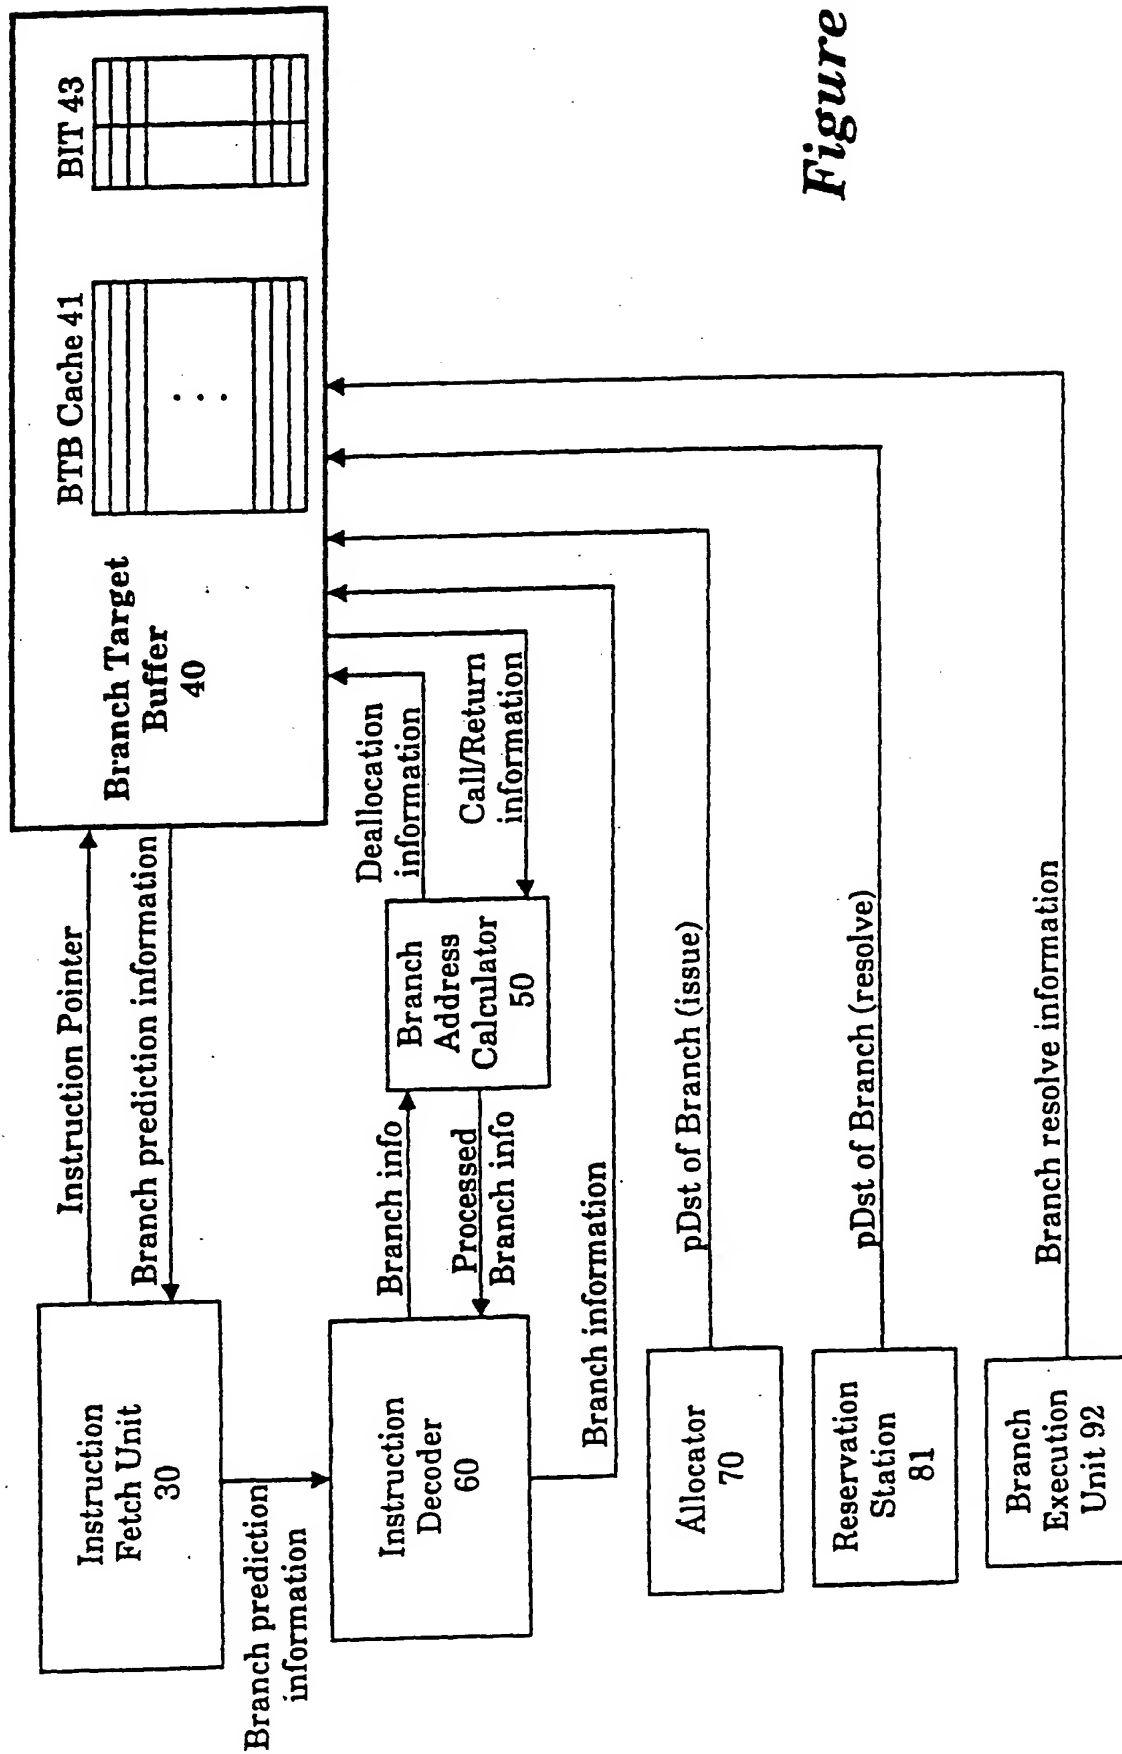 BTB Cache 41
BIT 43
Branch Target
Buffer
40
Instruction Pointer
Branch prediction information
Instruction
Fetch Unit
30
Branch prediction
information
Deallocation
information
Call/Return
information
Branch
Address
Calculator
50
Branch info
Processed
Branch info
Instruction
Decoder
60
Branch information
Allocator
70
pDst of Branch (issue)
Reservation
Station
81
pDst of Branch (resolve)
Branch
Execution
Unit 92
Branch resolve information
Figure